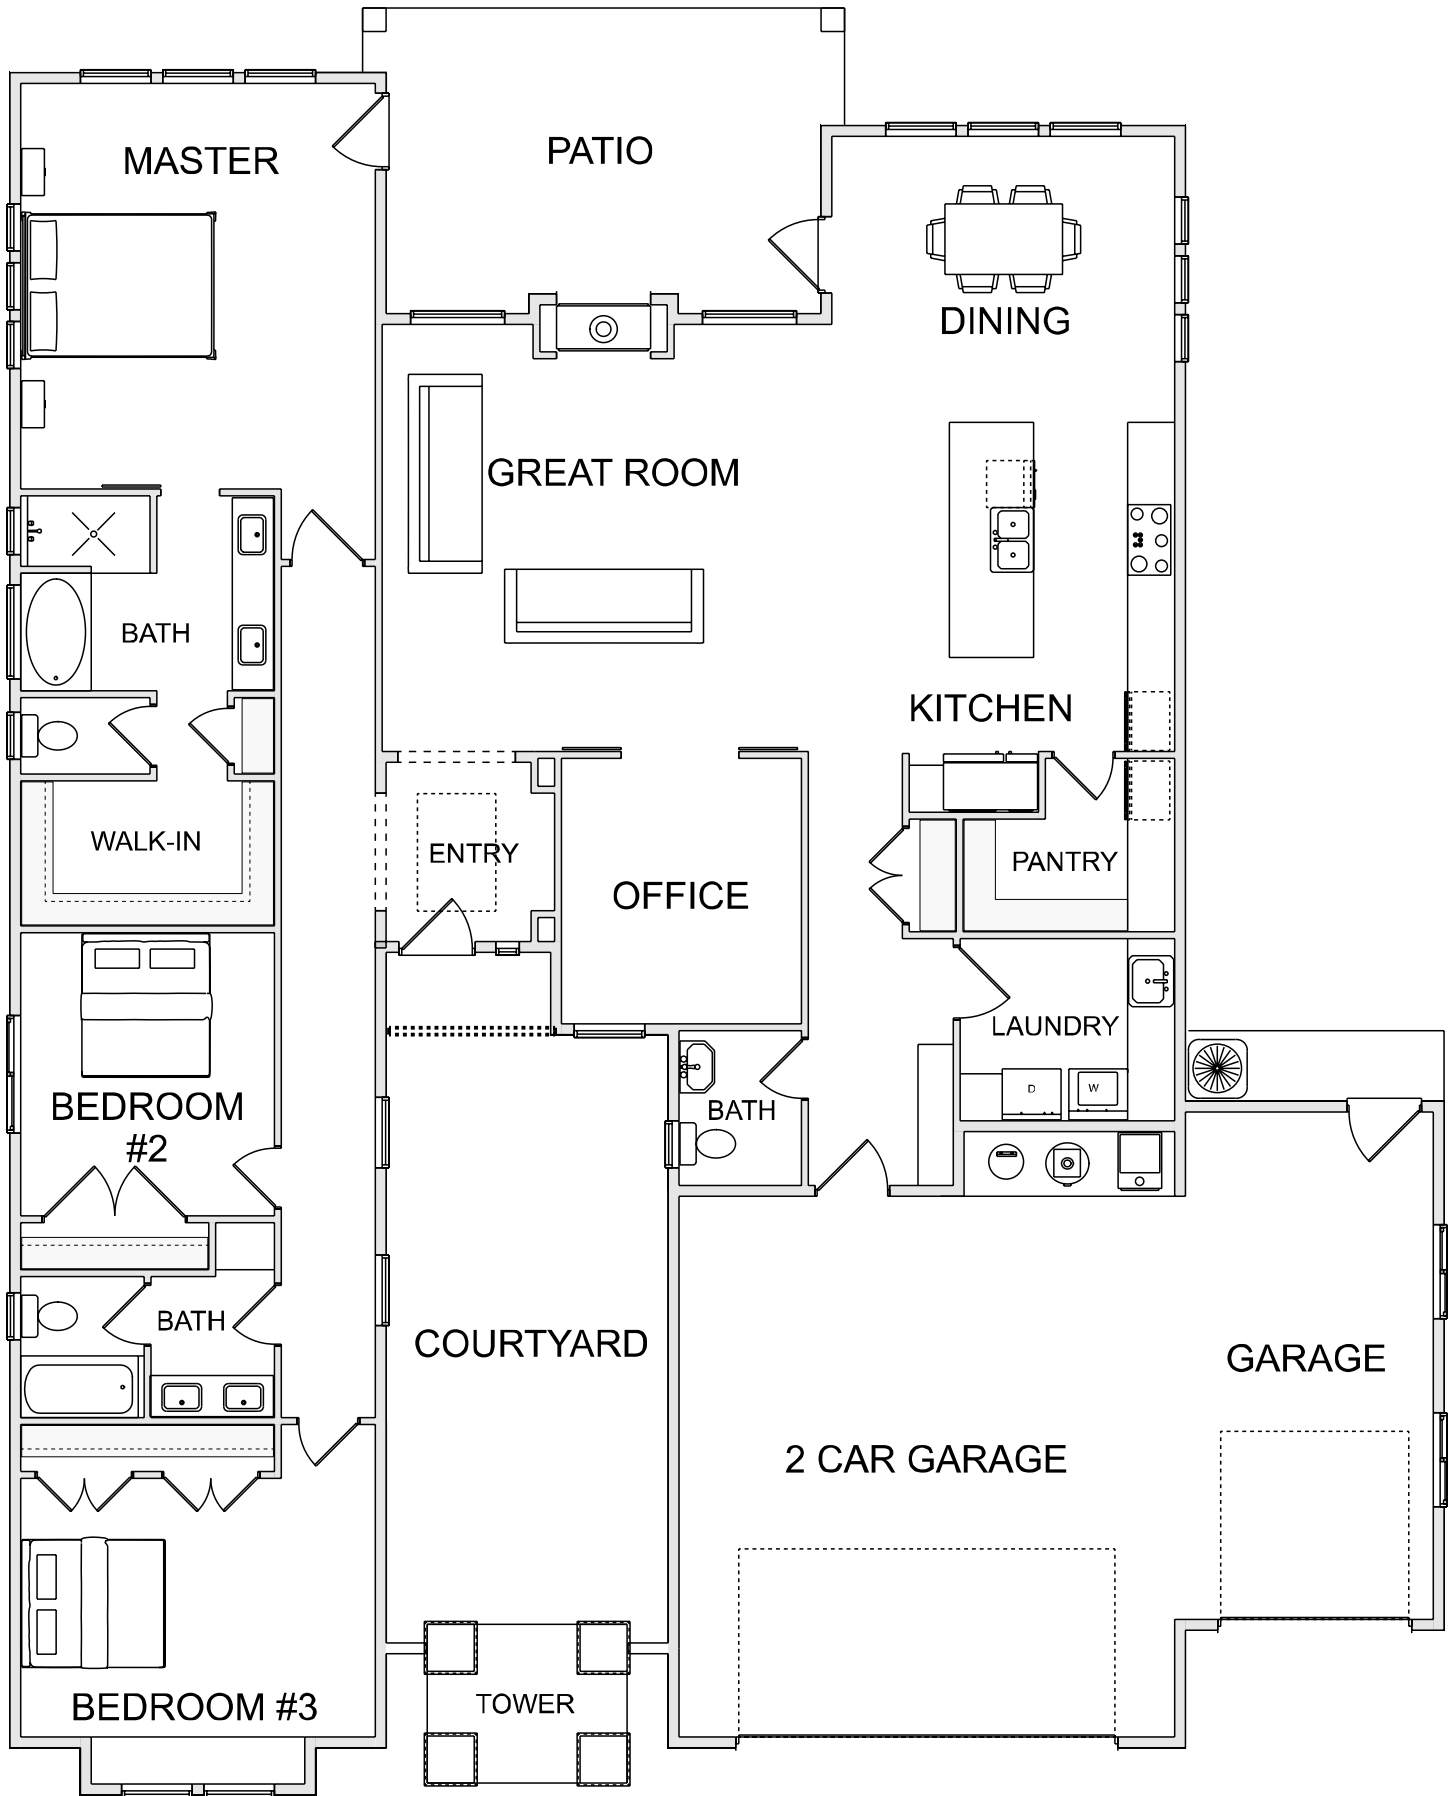 PATIO
MASTER
DINING
GREAT ROOM
BATH
KITCHEN
WALK-IN
ENTRY
PANTRY
OFFICE
LAUNDRY
D
W
BEDROOM
#2
BATH
BATH
COURTYARD
GARAGE
2 CAR GARAGE
BEDROOM #3
TOWER